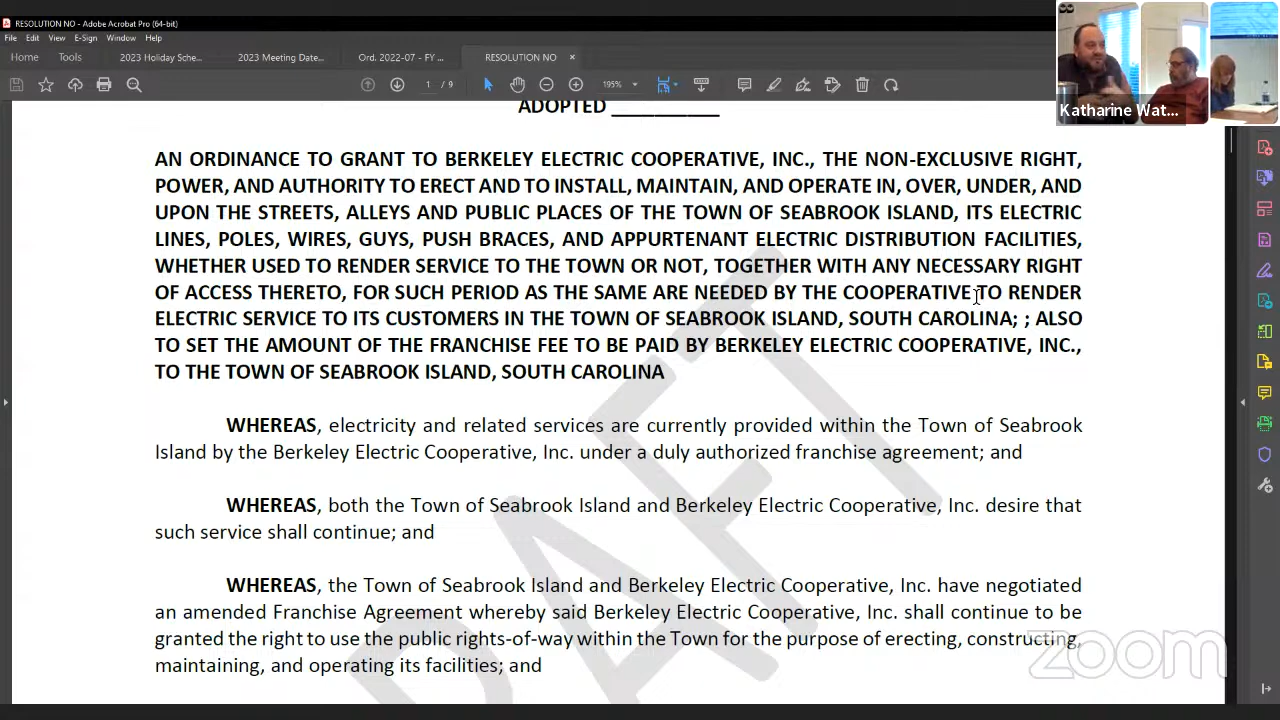 RESOLUTION NO - Adobe Acrobat Pro (64-bit)
File Edit View E-Sign Window Help
Home Tools 2023 Holiday Sche... 2023 Meeting Date... Ord. 2022-07 - FY ... RESOLUTION NO ×
1 / 9 195%
ADOPTED __________
AN ORDINANCE TO GRANT TO BERKELEY ELECTRIC COOPERATIVE, INC., THE NON-EXCLUSIVE RIGHT,
POWER, AND AUTHORITY TO ERECT AND TO INSTALL, MAINTAIN, AND OPERATE IN, OVER, UNDER, AND
UPON THE STREETS, ALLEYS AND PUBLIC PLACES OF THE TOWN OF SEABROOK ISLAND, ITS ELECTRIC
LINES, POLES, WIRES, GUYS, PUSH BRACES, AND APPURTENANT ELECTRIC DISTRIBUTION FACILITIES,
WHETHER USED TO RENDER SERVICE TO THE TOWN OR NOT, TOGETHER WITH ANY NECESSARY RIGHT
OF ACCESS THERETO, FOR SUCH PERIOD AS THE SAME ARE NEEDED BY THE COOPERATIVE TO RENDER
ELECTRIC SERVICE TO ITS CUSTOMERS IN THE TOWN OF SEABROOK ISLAND, SOUTH CAROLINA; ; ALSO
TO SET THE AMOUNT OF THE FRANCHISE FEE TO BE PAID BY BERKELEY ELECTRIC COOPERATIVE, INC.,
TO THE TOWN OF SEABROOK ISLAND, SOUTH CAROLINA
WHEREAS, electricity and related services are currently provided within the Town of Seabrook
Island by the Berkeley Electric Cooperative, Inc. under a duly authorized franchise agreement; and
WHEREAS, both the Town of Seabrook Island and Berkeley Electric Cooperative, Inc. desire that
such service shall continue; and
WHEREAS, the Town of Seabrook Island and Berkeley Electric Cooperative, Inc. have negotiated
an amended Franchise Agreement whereby said Berkeley Electric Cooperative, Inc. shall continue to be
granted the right to use the public rights-of-way within the Town for the purpose of erecting, constructing,
maintaining, and operating its facilities; and
DRAFT
Katharine Wat...
zoom